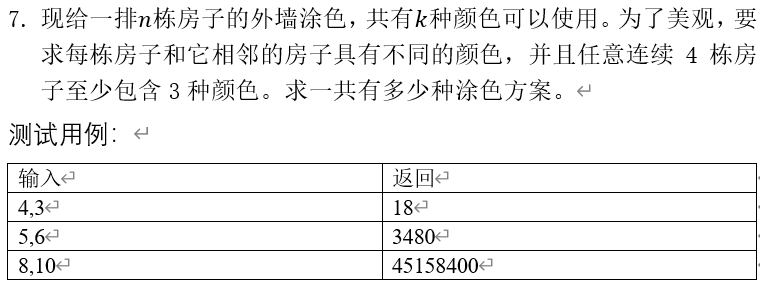 7. 现给一排n栋房子的外墙涂色，共有k种颜色可以使用。为了美观，要
求每栋房子和它相邻的房子具有不同的颜色，并且任意连续 4 栋房
子至少包含 3 种颜色。求一共有多少种涂色方案。↵
测试用例：↵
输入↵ 返回↵
4,3↵ 18↵
5,6↵ 3480↵
8,10↵ 45158400↵